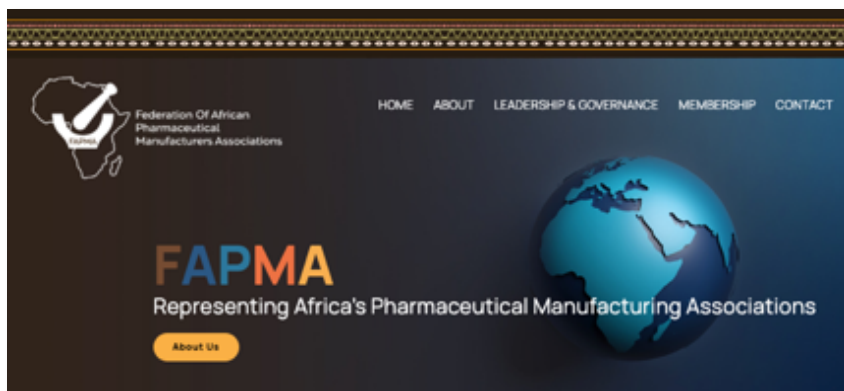 FAPMA
Federation Of African
Pharmaceutical
Manufacturers Associations
HOME ABOUT LEADERSHIP & GOVERNANCE MEMBERSHIP CONTACT
FAPMA
Representing Africa's Pharmaceutical Manufacturing Associations
About Us